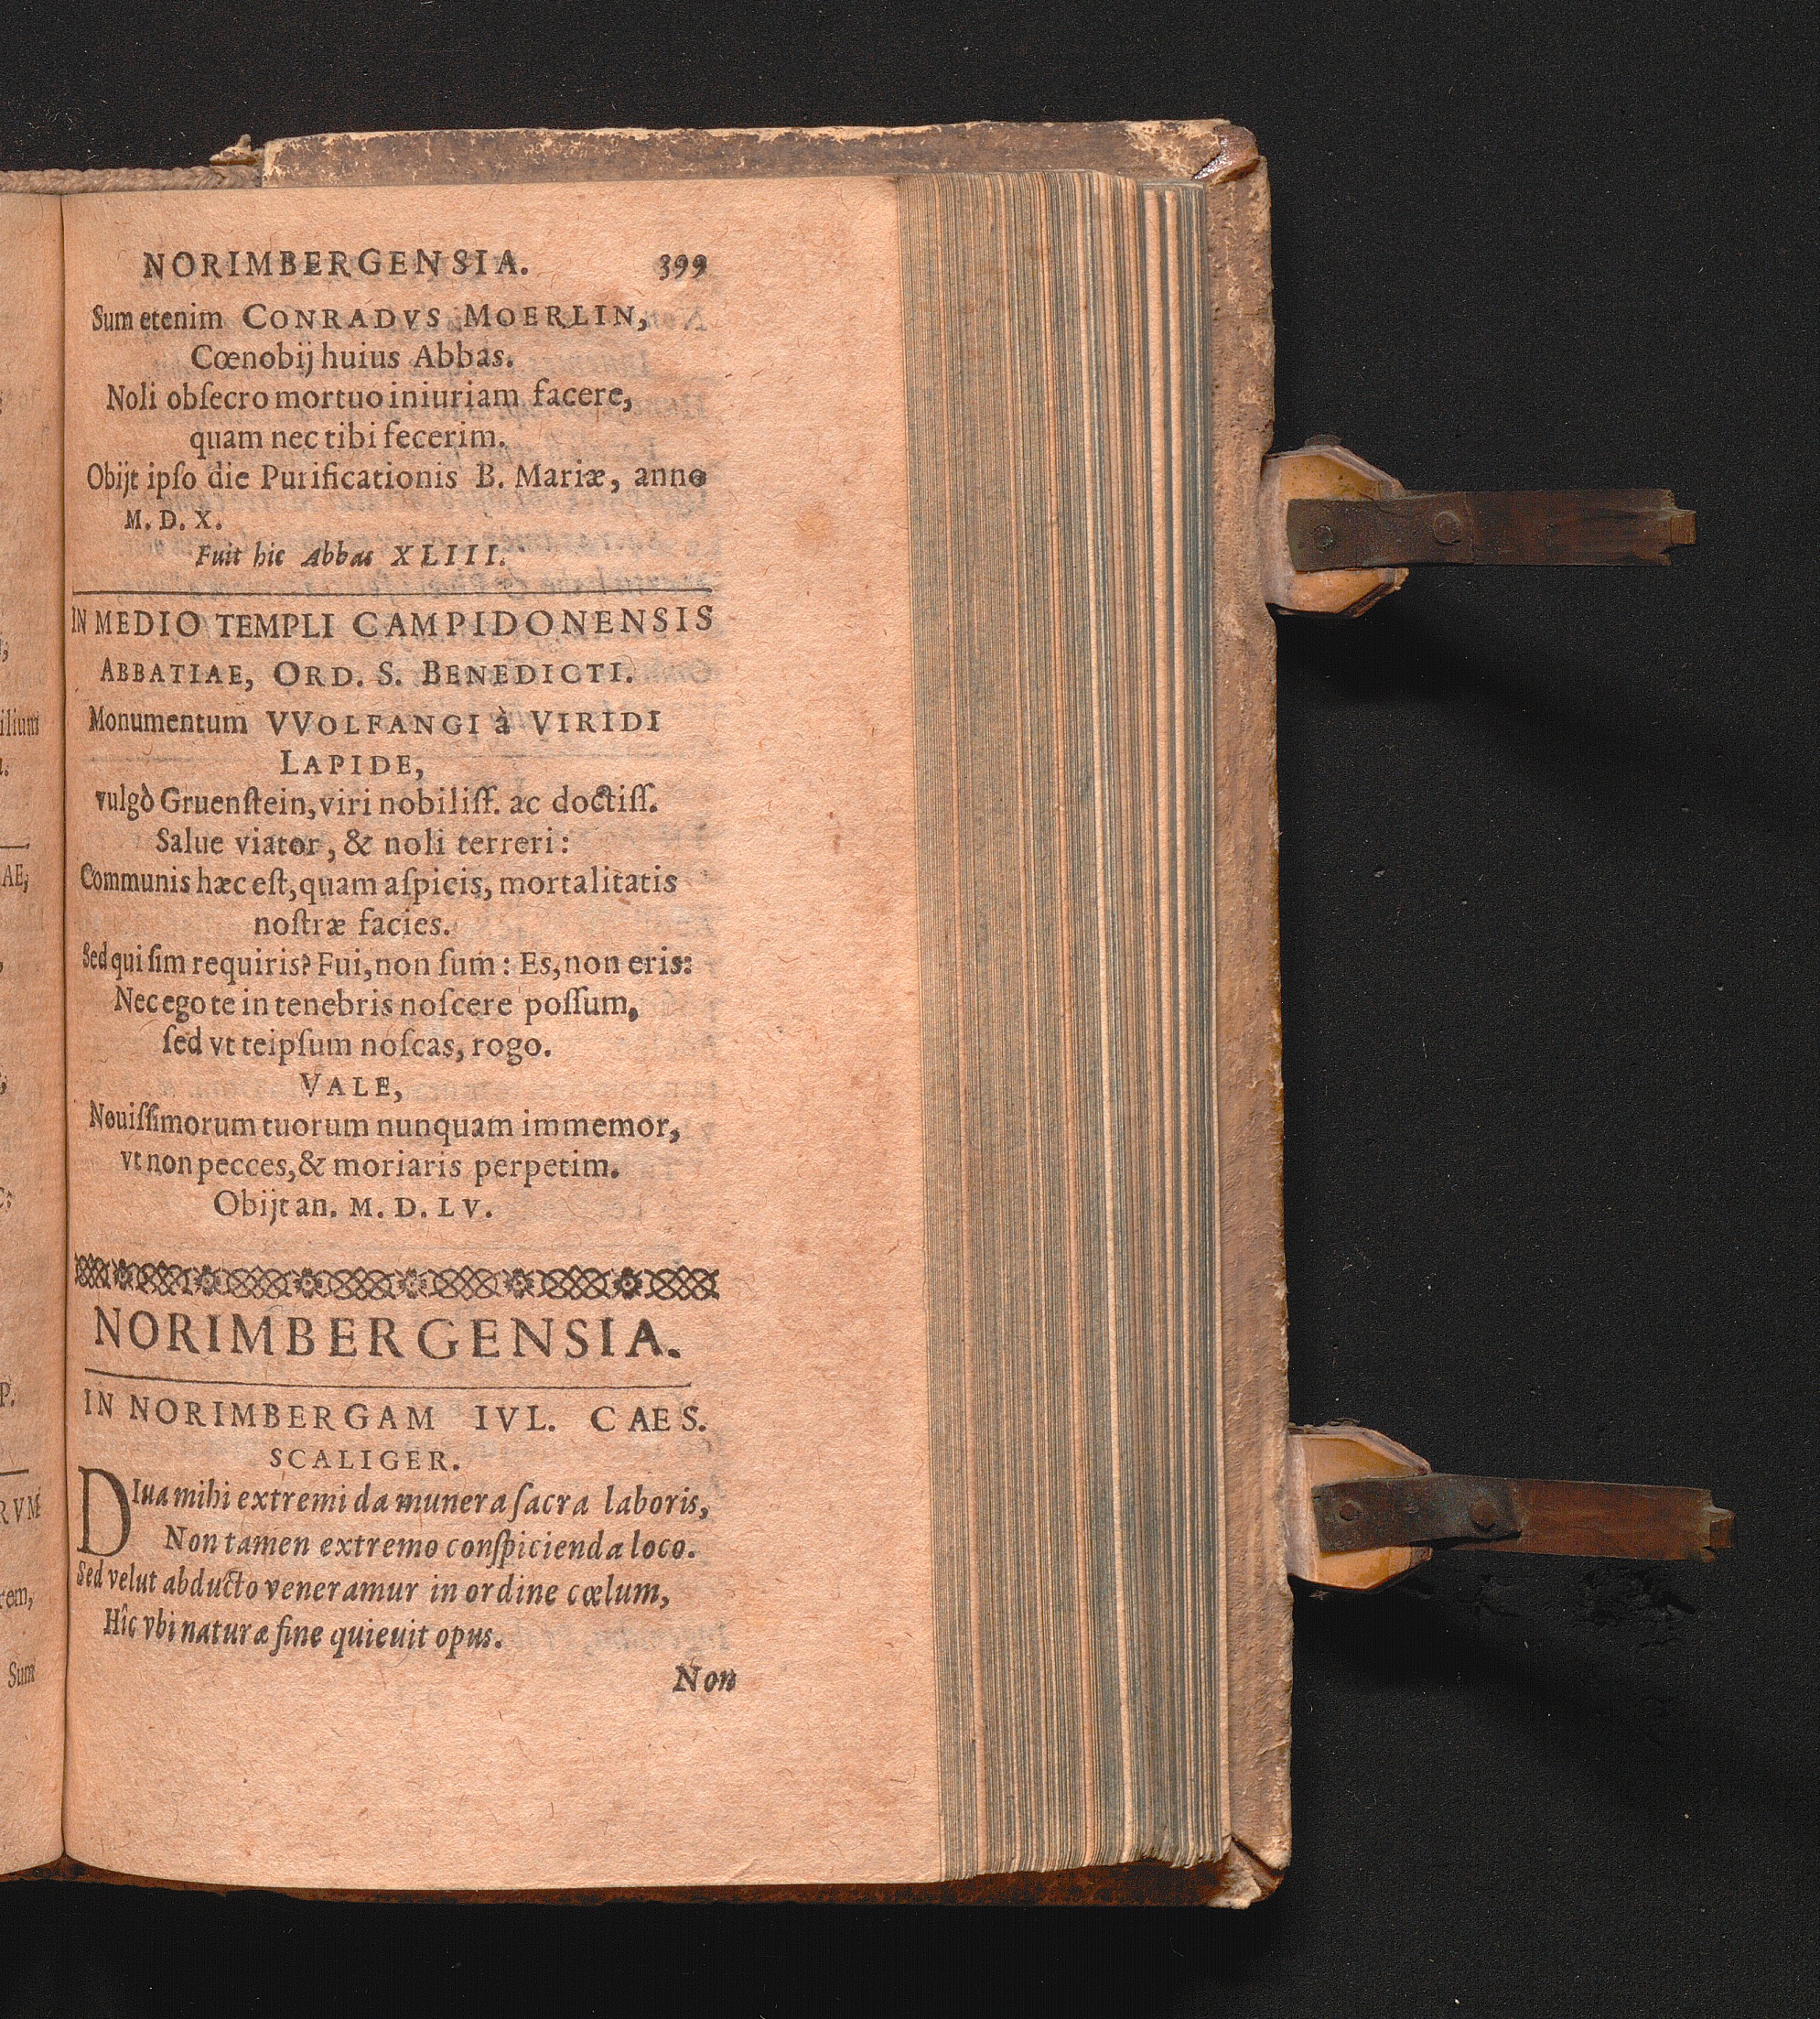 NORIMBERGENSIA. 399
Sum etenim CONRADVS MOERLIN,
Cœnobij huius Abbas.
Noli obſecro mortuo iniuriam facere,
quam nec tibi fecerim.
Obijt ipſo die Purificationis B. Mariæ, anno
M. D. X.
Fuit hic Abbas XLIII.
IN MEDIO TEMPLI CAMPIDONENSIS
ABBATIAE, ORD. S. BENEDICTI.
Monumentum VVOLFANGI à VIRIDI
LAPIDE,
vulgò Gruenſtein, viri nobiliſſ. ac doctiſſ.
Salue viator, & noli terreri:
Communis hæc eſt, quam aſpicis, mortalitatis
noſtræ facies.
Sed qui ſim requiris? Fui, non ſum: Es, non eris:
Nec ego te in tenebris noſcere poſſum,
ſed vt teipſum noſcas, rogo.
VALE,
Nouiſſimorum tuorum nunquam immemor,
vt non pecces, & moriaris perpetim.
Obijt an. M. D. LV.
NORIMBERGENSIA.
IN NORIMBERGAM IVL. CAES.
SCALIGER.
DIua mihi extremi da munera ſacra laboris,
Non tamen extremo conſpicienda loco.
Sed velut abducto veneramur in ordine cœlum,
Hîc vbi naturæ fine quieuit opus.
Non
ilium
AE;
P.
RVM
rem,
Sum